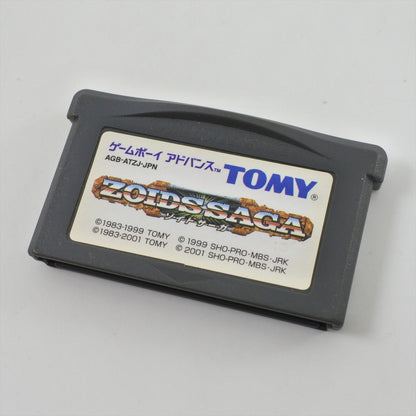 ゲームボーイ アドバンス™
AGB-ATZJ-JPN
TOMY®
ZOIDS SAGA
ゾイドサーガ
©1983-1999 TOMY © 1999 SHO-PRO・MBS・JRK
©1983-2001 TOMY © 2001 SHO-PRO・MBS・JRK